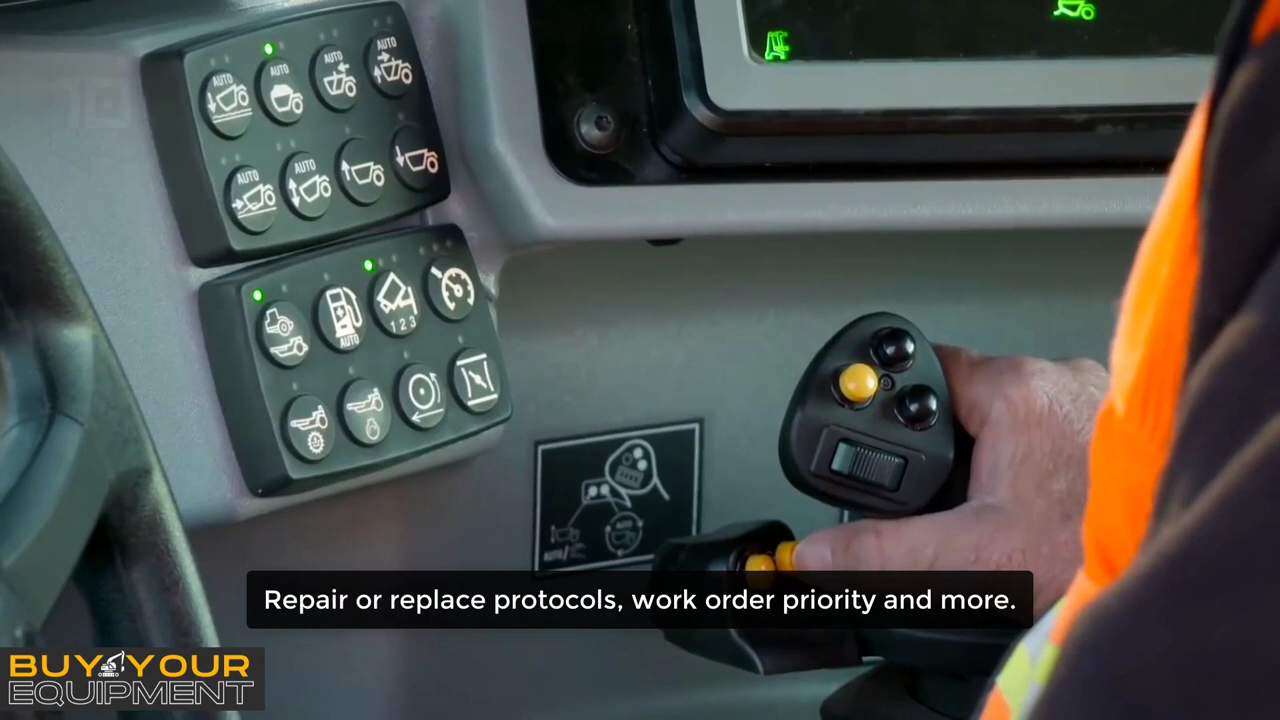 AUTO
AUTO
AUTO
AUTO
AUTO
AUTO
AUTO
1 2 3
AUTO
AUTO/
Repair or replace protocols, work order priority and more.
BUY YOUR
EQUIPMENT